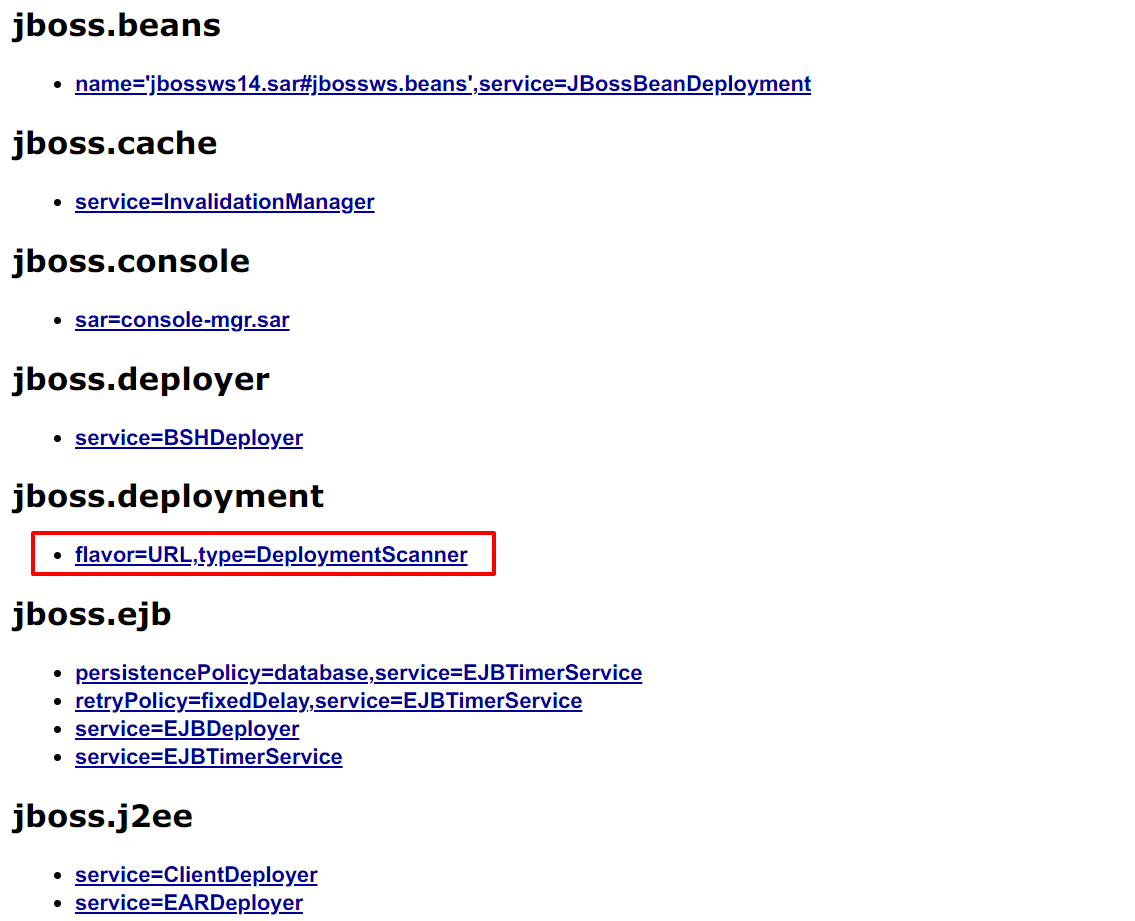 jboss.beans
name='jbossws14.sar#jbossws.beans',service=JBossBeanDeployment
jboss.cache
service=InvalidationManager
jboss.console
sar=console-mgr.sar
jboss.deployer
service=BSHDeployer
jboss.deployment
flavor=URL,type=DeploymentScanner
jboss.ejb
persistencePolicy=database,service=EJBTimerService
retryPolicy=fixedDelay,service=EJBTimerService
service=EJBDeployer
service=EJBTimerService
jboss.j2ee
service=ClientDeployer
service=EARDeployer